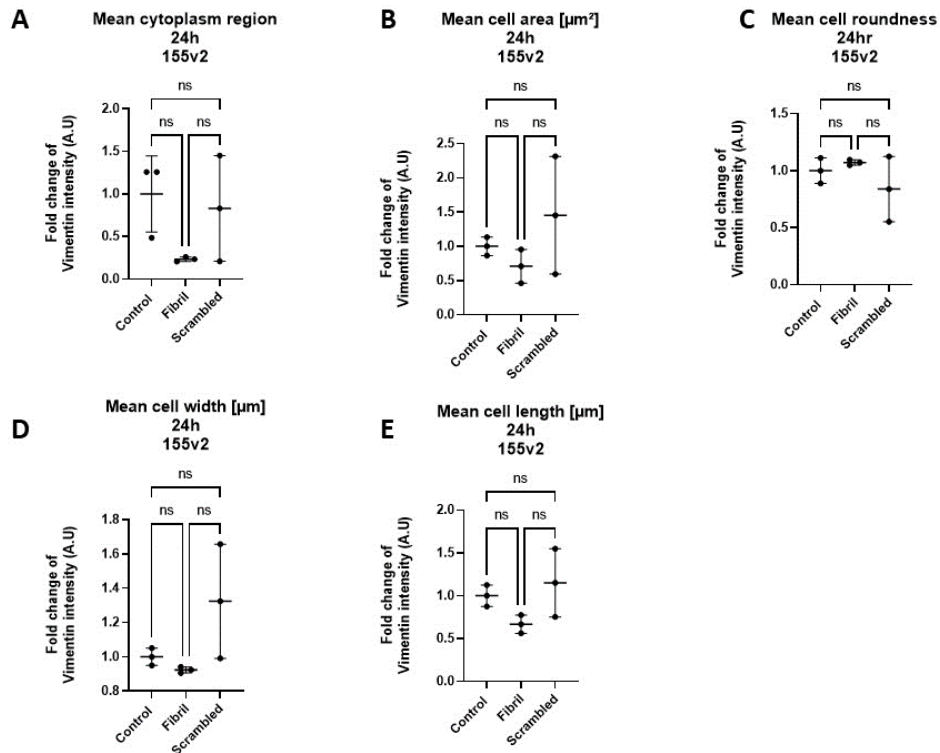 A
Mean cytoplasm region
24h
155v2
ns
ns
ns
Fold change of
Vimentin intensity (A.U)
2.0
1.5
1.0
0.5
0.0
Control
Fibril
Scrambled
B
Mean cell area [µm²]
24h
155v2
ns
ns
ns
Fold change of
Vimentin intensity (A.U)
2.5
2.0
1.5
1.0
0.5
0.0
Control
Fibril
Scrambled
C
Mean cell roundness
24hr
155v2
ns
ns
ns
Fold change of
Vimentin intensity (A.U)
1.5
1.0
0.5
0.0
Control
Fibril
Scrambled
D
Mean cell width [µm]
24h
155v2
ns
ns
ns
Fold change of
Vimentin intensity (A.U)
1.8
1.6
1.4
1.2
1.0
0.8
Control
Fibril
Scrambled
E
Mean cell length [µm]
24h
155v2
ns
ns
ns
Fold change of
Vimentin intensity (A.U)
2.0
1.5
1.0
0.5
0.0
Control
Fibril
Scrambled